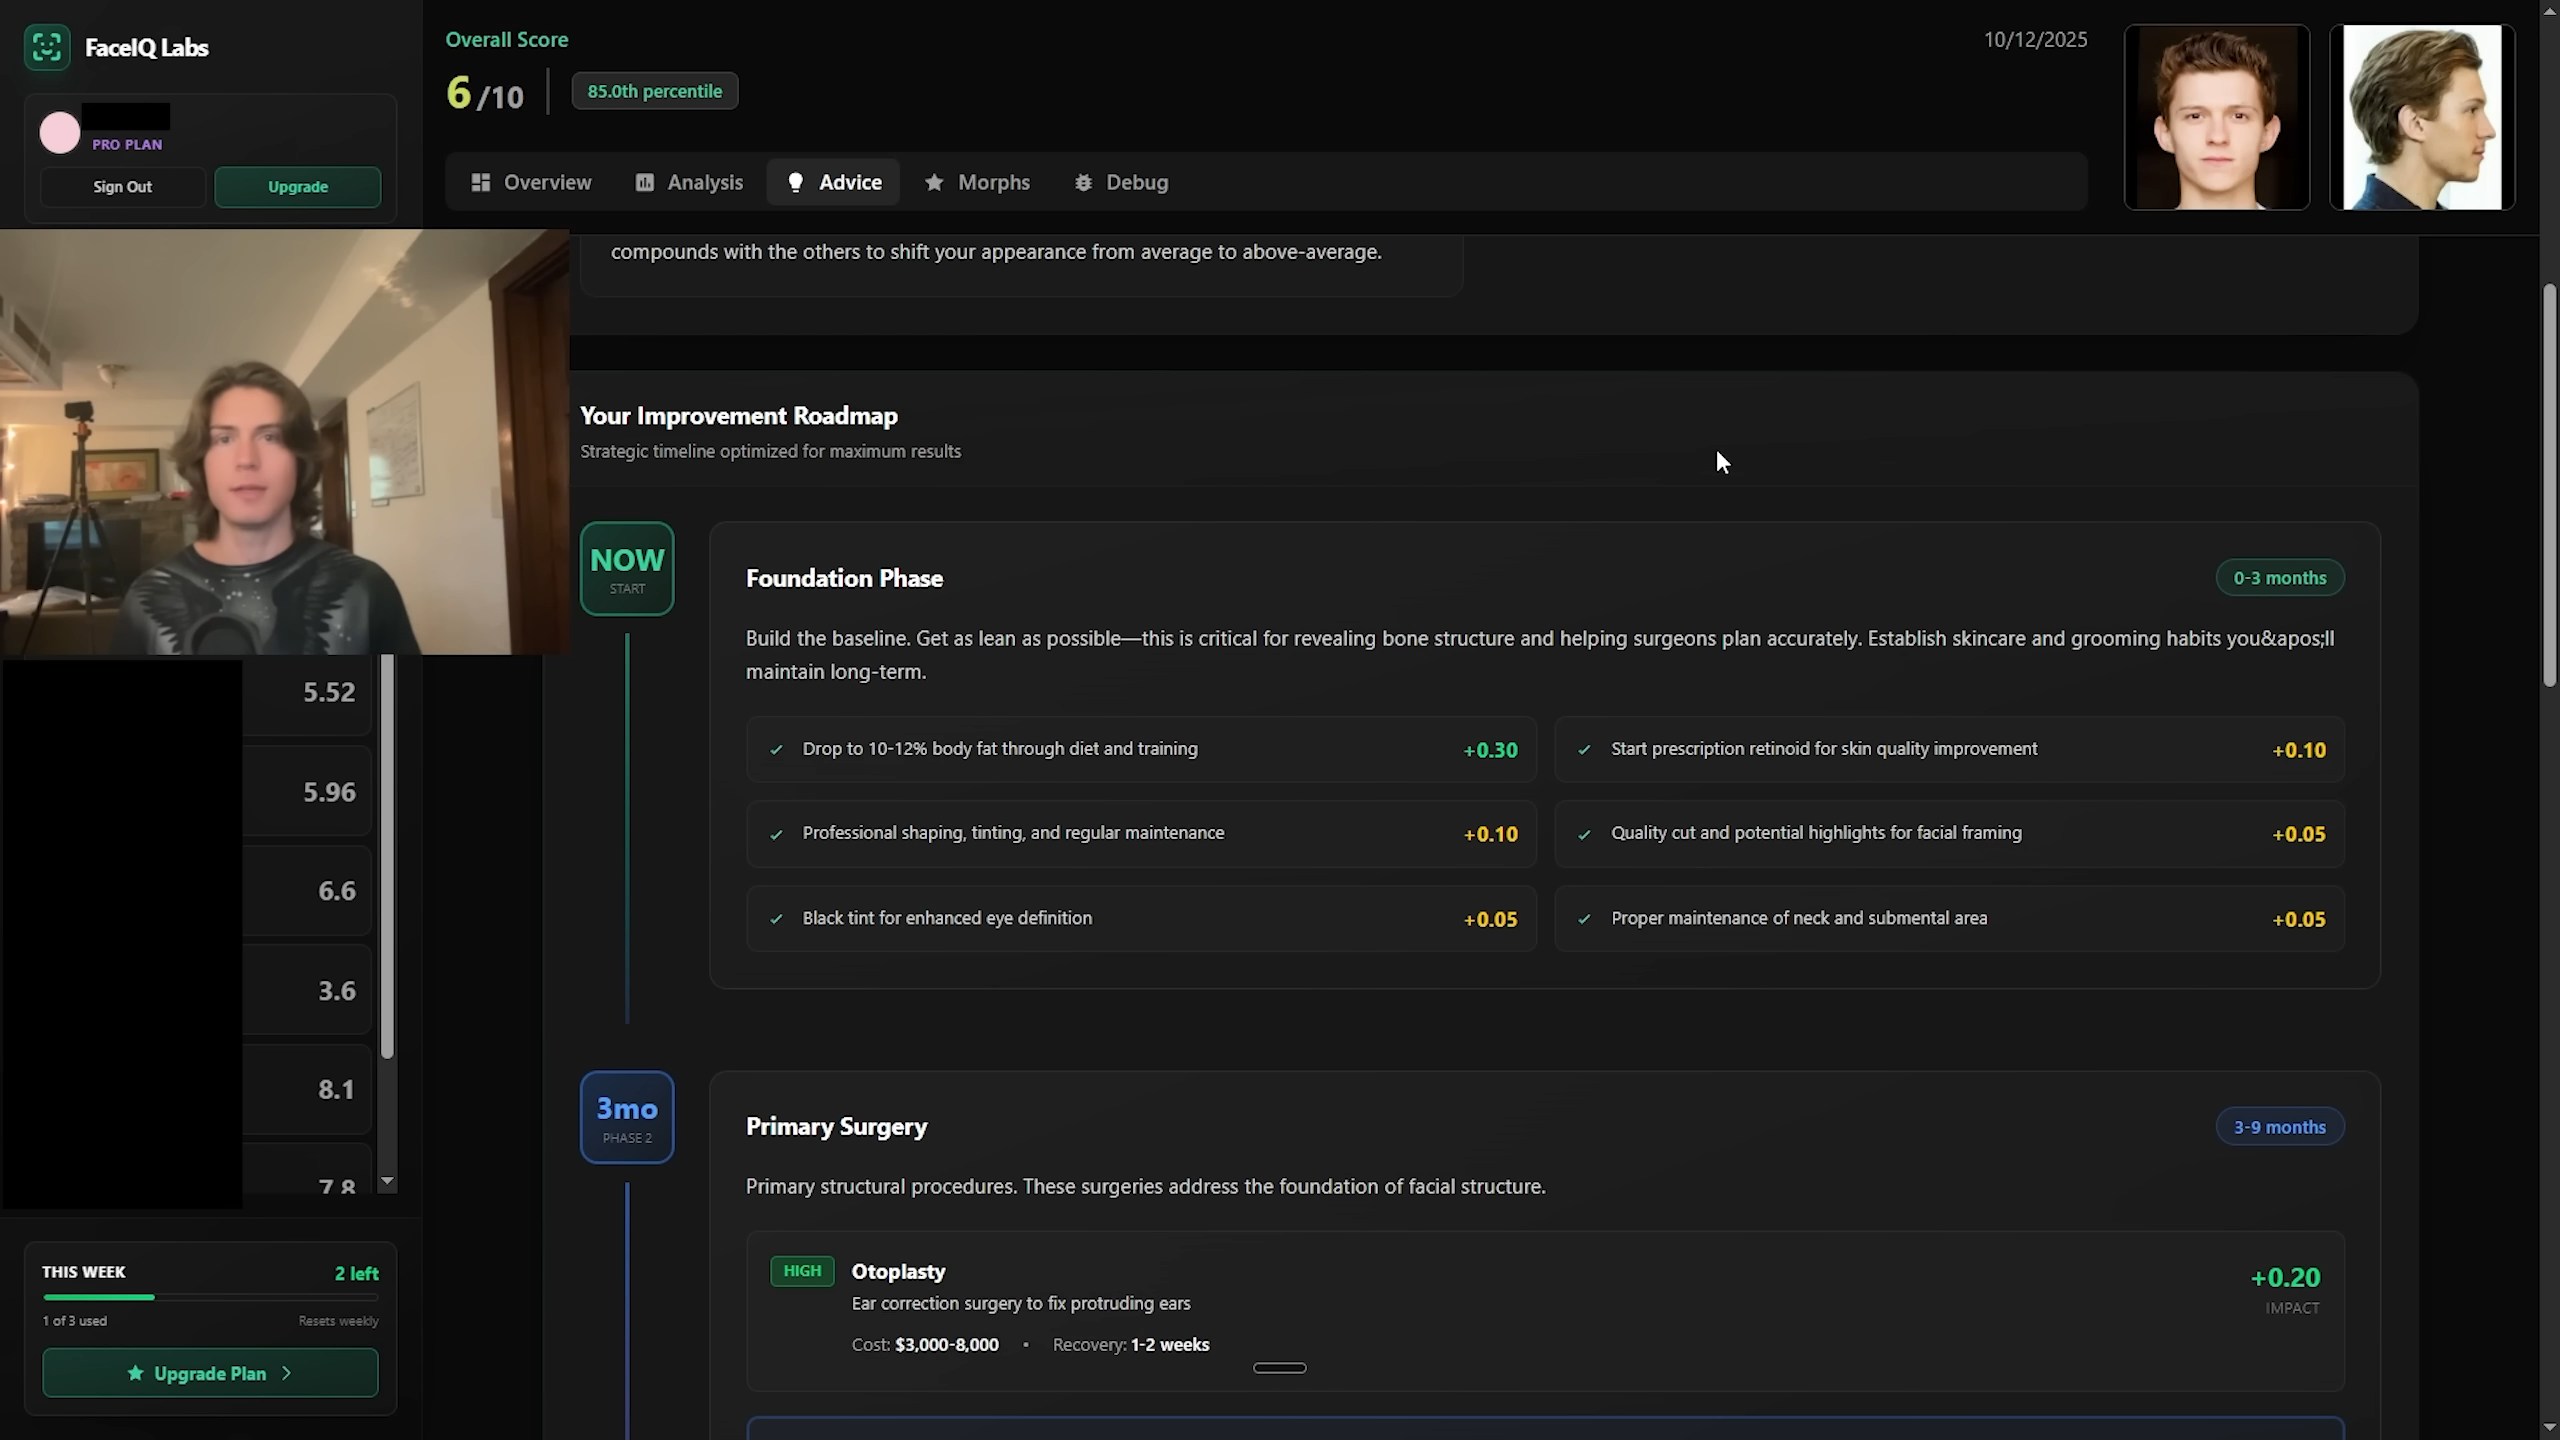 FaceIQ Labs
PRO PLAN
Sign Out
Upgrade
5.52
5.96
6.6
3.6
8.1
7.8
THIS WEEK
2 left
1 of 3 used
Resets weekly
Upgrade Plan
Overall Score
6/10
85.0th percentile
10/12/2025
Overview
Analysis
Advice
Morphs
Debug
compounds with the others to shift your appearance from average to above-average.
Your Improvement Roadmap
Strategic timeline optimized for maximum results
NOW
START
Foundation Phase
0-3 months
Build the baseline. Get as lean as possible—this is critical for revealing bone structure and helping surgeons plan accurately. Establish skincare and grooming habits you&apos;ll
maintain long-term.
Drop to 10-12% body fat through diet and training
+0.30
Start prescription retinoid for skin quality improvement
+0.10
Professional shaping, tinting, and regular maintenance
+0.10
Quality cut and potential highlights for facial framing
+0.05
Black tint for enhanced eye definition
+0.05
Proper maintenance of neck and submental area
+0.05
3mo
PHASE 2
Primary Surgery
3-9 months
Primary structural procedures. These surgeries address the foundation of facial structure.
HIGH
Otoplasty
+0.20
Ear correction surgery to fix protruding ears
IMPACT
Cost: $3,000-8,000 • Recovery: 1-2 weeks